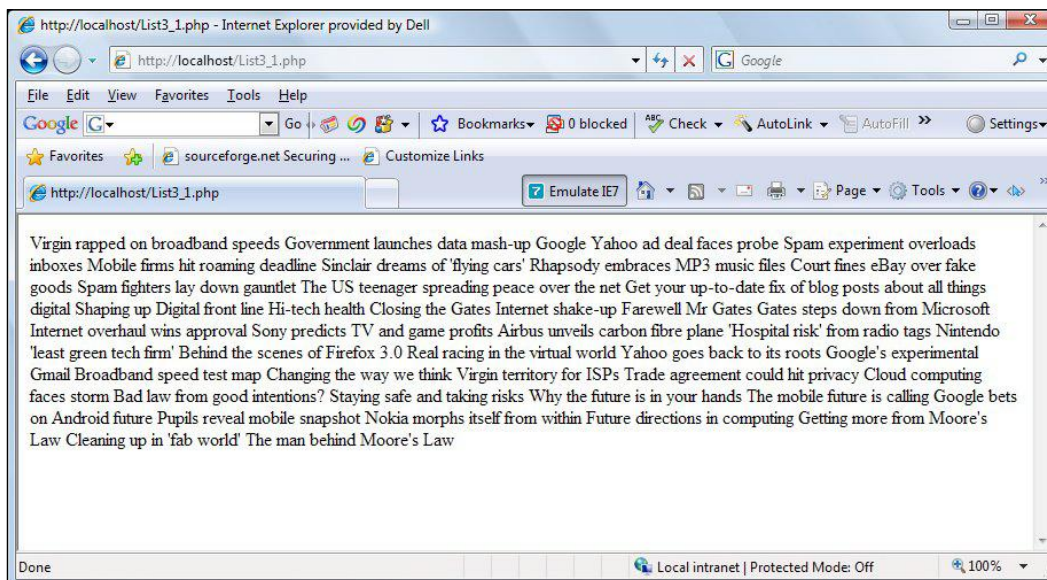 http://localhost/List3_1.php - Internet Explorer provided by Dell
http://localhost/List3_1.php Google
File Edit View Favorites Tools Help
Google G Go Bookmarks 0 blocked ABC Check AutoLink AutoFill » Settings
Favorites sourceforge.net Securing ... Customize Links
http://localhost/List3_1.php 7 Emulate IE7 Page Tools »
Virgin rapped on broadband speeds Government launches data mash-up Google Yahoo ad deal faces probe Spam experiment overloads
inboxes Mobile firms hit roaming deadline Sinclair dreams of 'flying cars' Rhapsody embraces MP3 music files Court fines eBay over fake
goods Spam fighters lay down gauntlet The US teenager spreading peace over the net Get your up-to-date fix of blog posts about all things
digital Shaping up Digital front line Hi-tech health Closing the Gates Internet shake-up Farewell Mr Gates Gates steps down from Microsoft
Internet overhaul wins approval Sony predicts TV and game profits Airbus unveils carbon fibre plane 'Hospital risk' from radio tags Nintendo
'least green tech firm' Behind the scenes of Firefox 3.0 Real racing in the virtual world Yahoo goes back to its roots Google's experimental
Gmail Broadband speed test map Changing the way we think Virgin territory for ISPs Trade agreement could hit privacy Cloud computing
faces storm Bad law from good intentions? Staying safe and taking risks Why the future is in your hands The mobile future is calling Google bets
on Android future Pupils reveal mobile snapshot Nokia morphs itself from within Future directions in computing Getting more from Moore's
Law Cleaning up in 'fab world' The man behind Moore's Law
Done Local intranet | Protected Mode: Off 100%